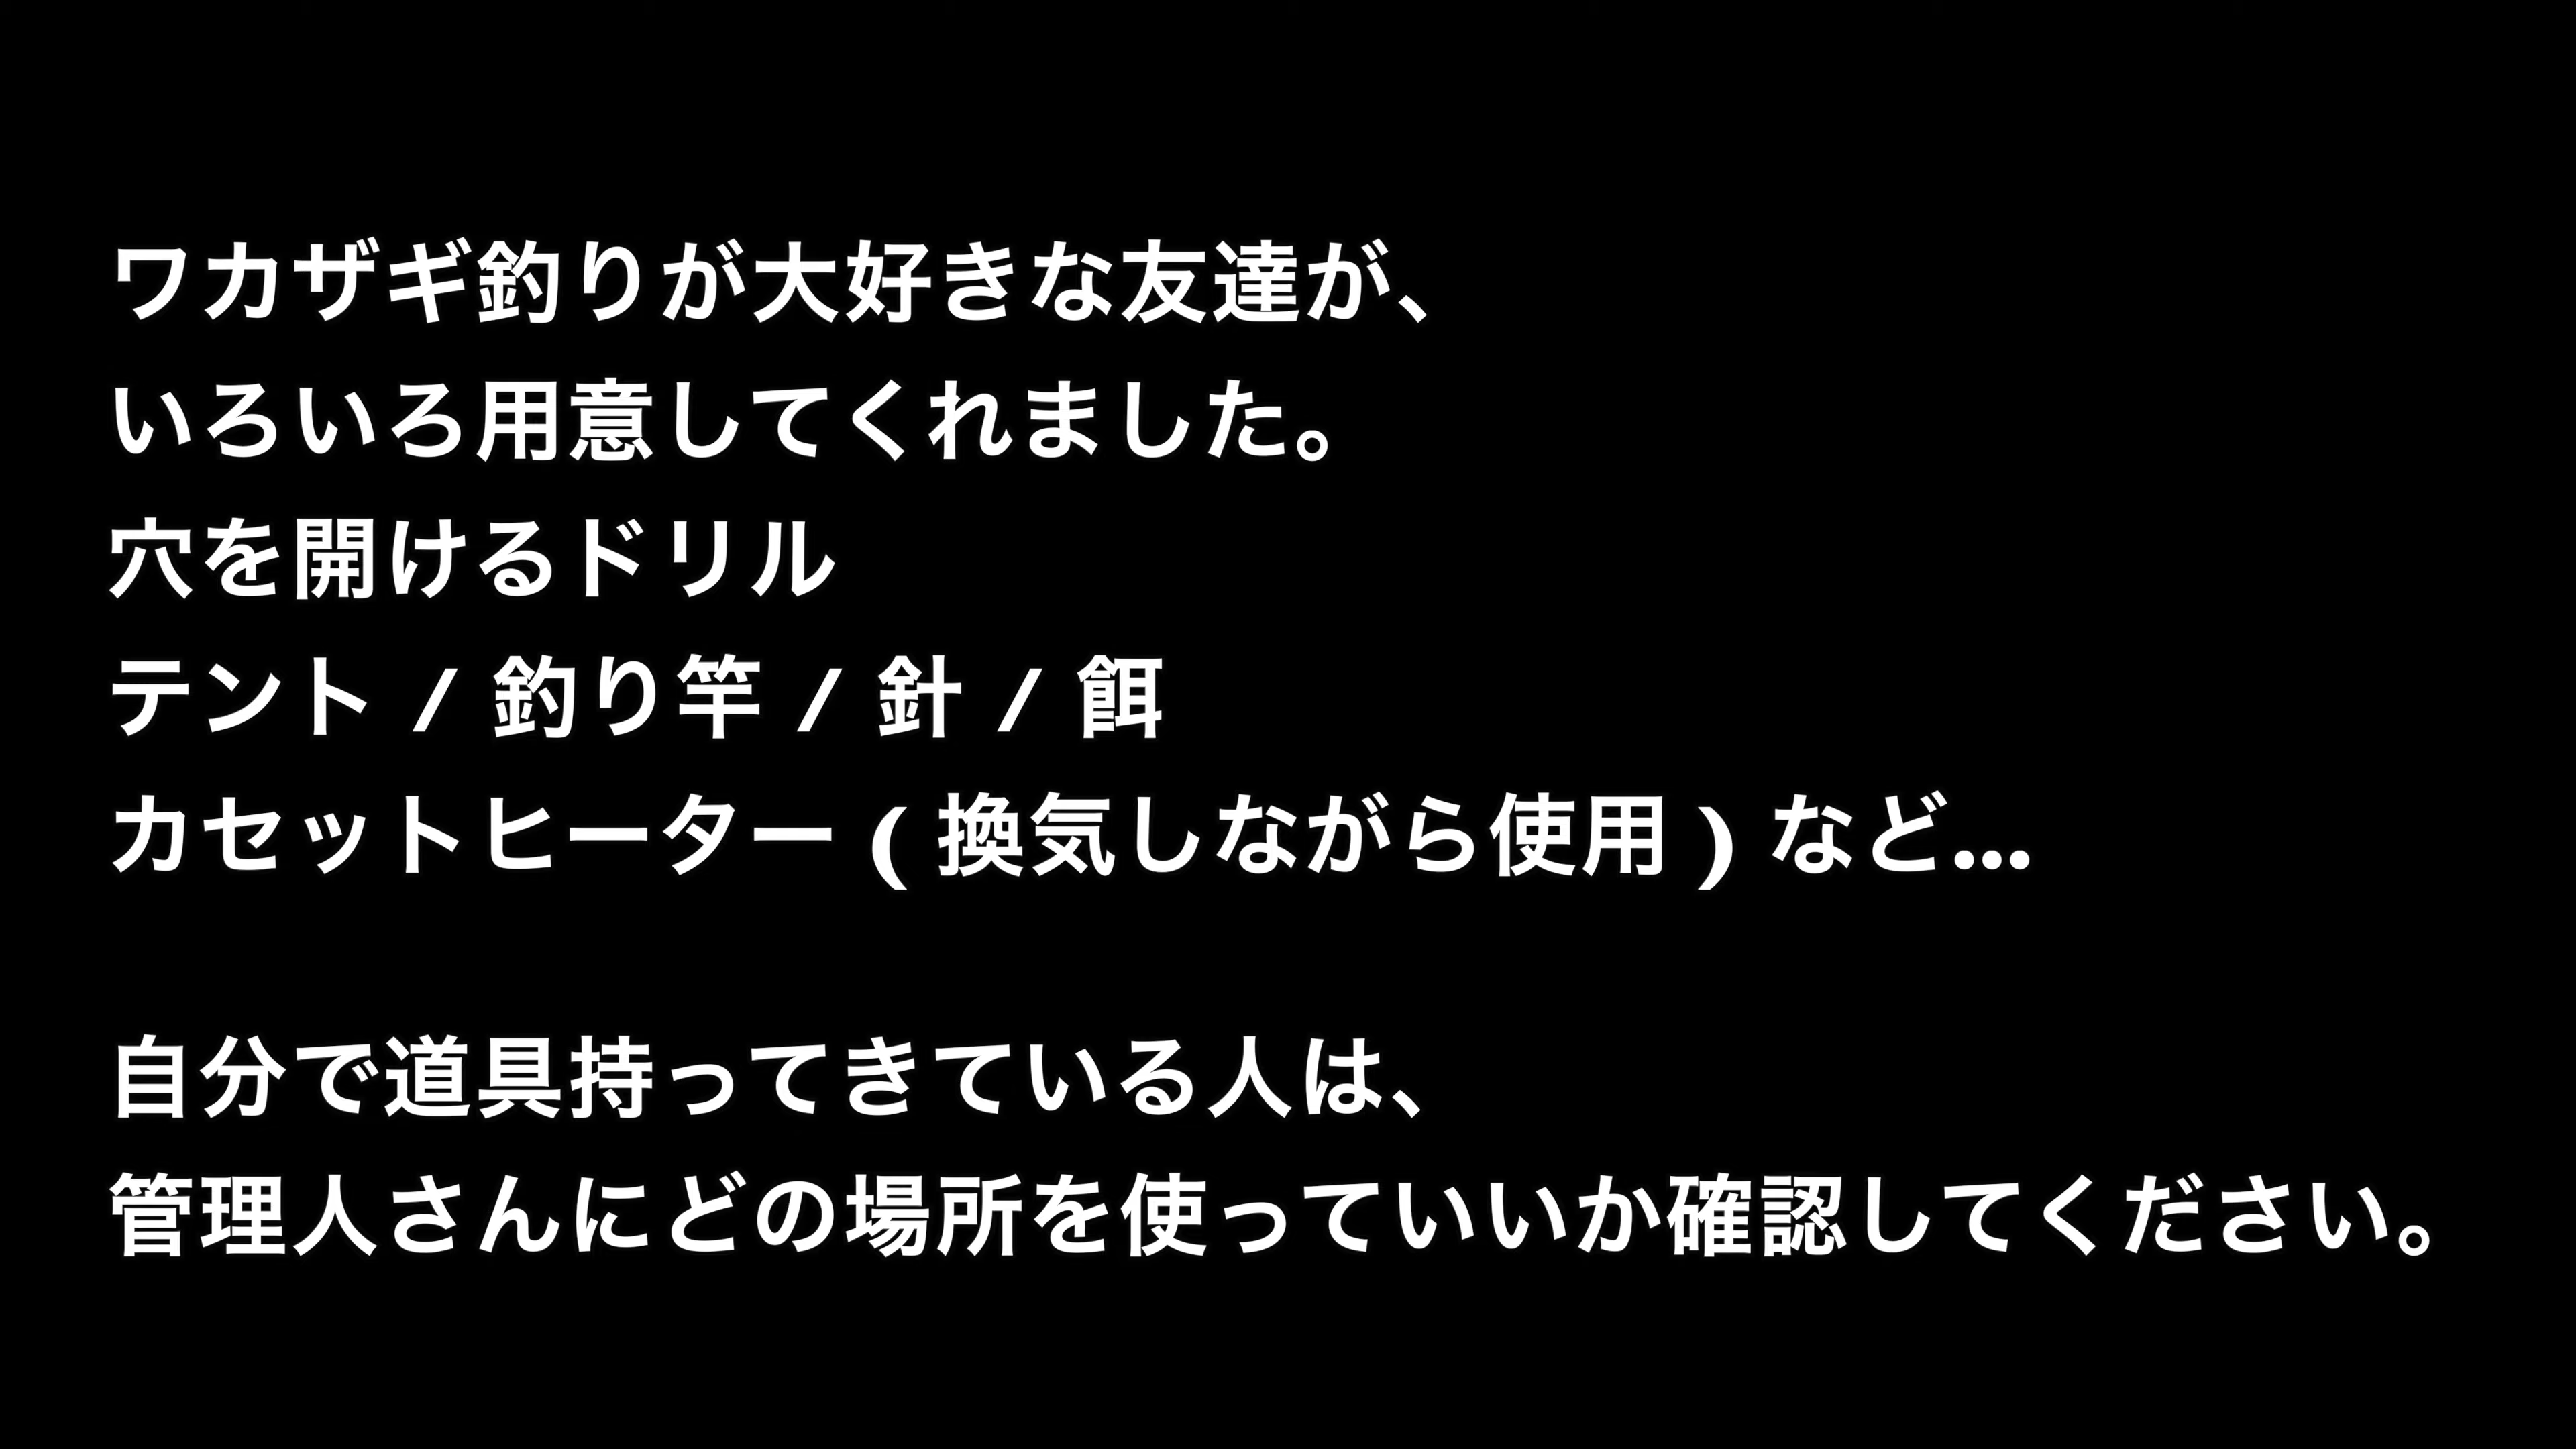 ワカザギ釣りが大好きな友達が、
いろいろ用意してくれました。
穴を開けるドリル
テント / 釣り竿 / 針 / 餌
カセットヒーター ( 換気しながら使用 ) など...
自分で道具持ってきている人は、
管理人さんにどの場所を使っていいか確認してください。